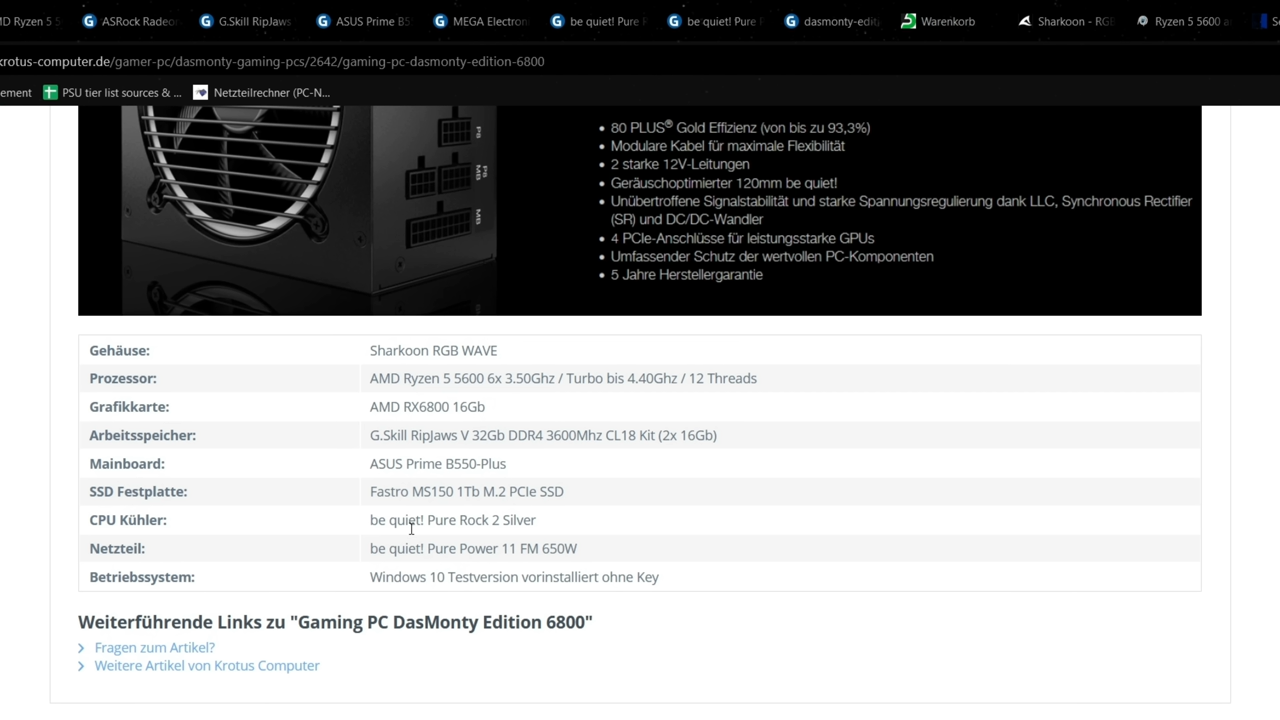 MD Ryzen 5 5
ASRock Radeo
G.Skill RipJaws
ASUS Prime B5
MEGA Electron
be quiet! Pure
be quiet! Pure
dasmonty-edit
Warenkorb
Sharkoon - RG
Ryzen 5 5600 a
krotus-computer.de/gamer-pc/dasmonty-gaming-pcs/2642/gaming-pc-dasmonty-edition-6800
ement
PSU tier list sources & ...
Netzteilrechner (PC-N...
P8
P8
MB
MB
• 80 PLUS® Gold Effizienz (von bis zu 93,3%)
• Modulare Kabel für maximale Flexibilität
• 2 starke 12V-Leitungen
• Geräuschoptimierter 120mm be quiet!
• Unübertroffene Signalstabilität und starke Spannungsregulierung dank LLC, Synchronous Rectifier
(SR) und DC/DC-Wandler
• 4 PCIe-Anschlüsse für leistungsstarke GPUs
• Umfassender Schutz der wertvollen PC-Komponenten
• 5 Jahre Herstellergarantie
Gehäuse: Sharkoon RGB WAVE
Prozessor: AMD Ryzen 5 5600 6x 3.50Ghz / Turbo bis 4.40Ghz / 12 Threads
Grafikkarte: AMD RX6800 16Gb
Arbeitsspeicher: G.Skill RipJaws V 32Gb DDR4 3600Mhz CL18 Kit (2x 16Gb)
Mainboard: ASUS Prime B550-Plus
SSD Festplatte: Fastro MS150 1Tb M.2 PCIe SSD
CPU Kühler: be quiet! Pure Rock 2 Silver
Netzteil: be quiet! Pure Power 11 FM 650W
Betriebssystem: Windows 10 Testversion vorinstalliert ohne Key
Weiterführende Links zu "Gaming PC DasMonty Edition 6800"
Fragen zum Artikel?
Weitere Artikel von Krotus Computer